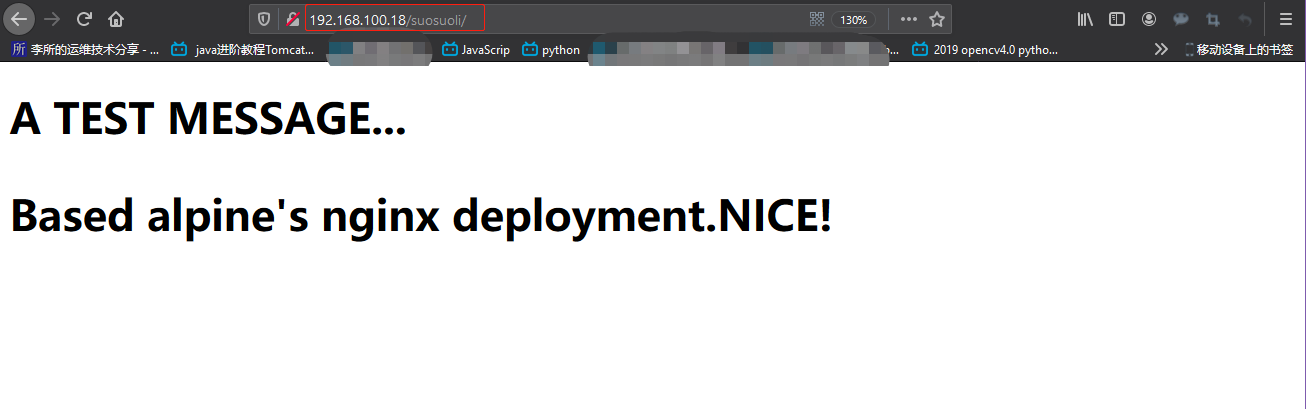 192.168.100.18/suosuoli/
130%
所 李所的运维技术分享 - ...
java进阶教程Tomcat...
JavaScrip
python
...
2019 opencv4.0 pytho...
移动设备上的书签
A TEST MESSAGE...
Based alpine's nginx deployment.NICE!